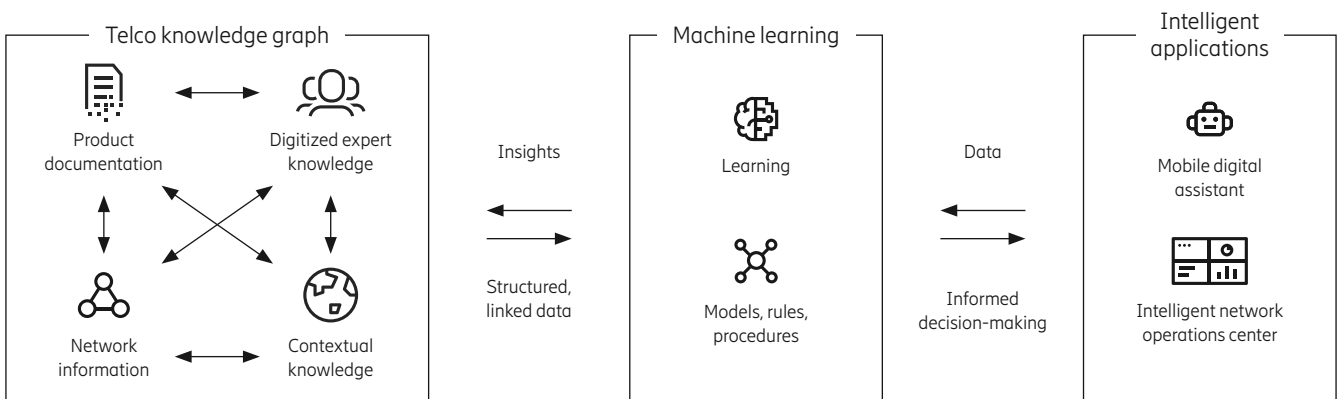 Telco knowledge graph
Product
documentation
Digitized expert
knowledge
Network
information
Contextual
knowledge
Insights
Structured,
linked data
Machine learning
Learning
Models, rules,
procedures
Data
Informed
decision-making
Intelligent
applications
Mobile digital
assistant
Intelligent network
operations center